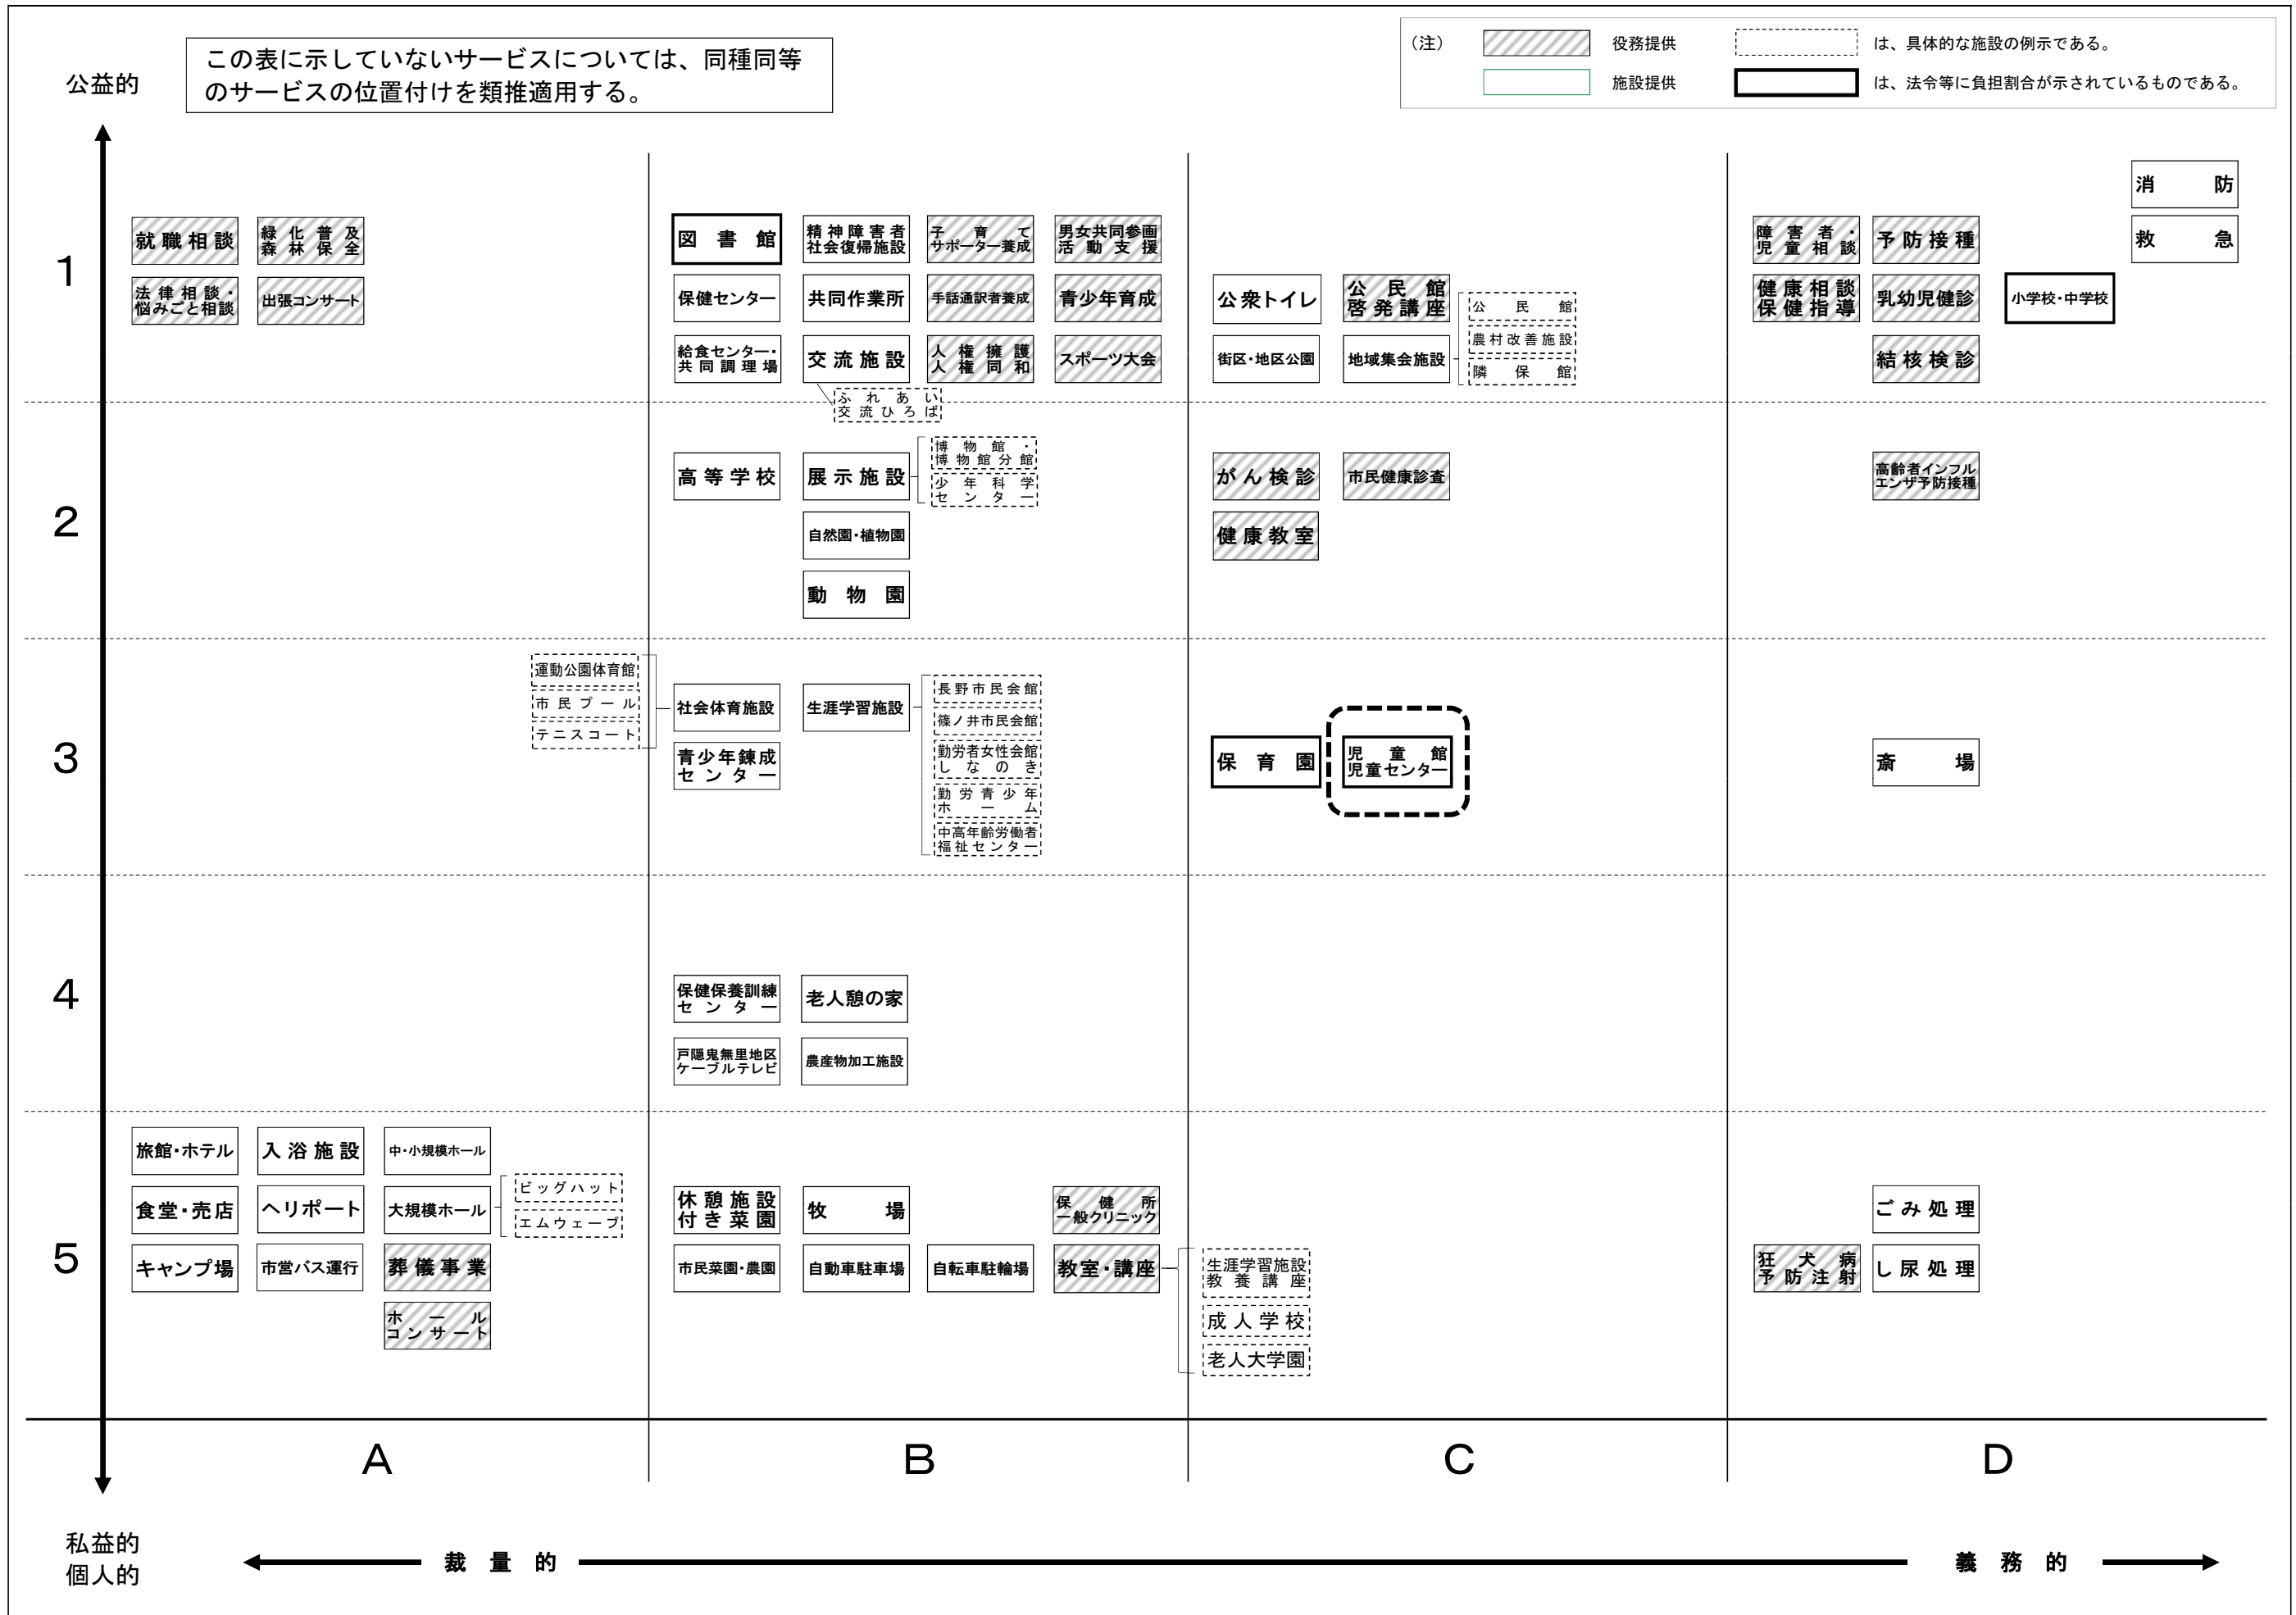 この表に示していないサービスについては、同種同等
のサービスの位置付けを類推適用する。
（注）
役務提供
は、具体的な施設の例示である。
施設提供
は、法令等に負担割合が示されているものである。
公益的
1
就職相談
緑化普及
森林保全
法律相談・
悩みごと相談
出張コンサート
図書館
精神障害者
社会復帰施設
子育て
サポーター養成
男女共同参画
活動支援
保健センター
共同作業所
手話通訳者養成
青少年育成
給食センター・
共同調理場
交流施設
人権擁護
人権同和
スポーツ大会
ふれあい
交流ひろば
公衆トイレ
公民館
啓発講座
街区・地区公園
地域集会施設
公民館
農村改善施設
隣保館
消防
救急
障害者・
児童相談
予防接種
健康相談
保健指導
乳幼児健診
小学校・中学校
結核検診
2
高等学校
展示施設
博物館・
博物館分館
少年科学
センター
自然園・植物園
動物園
がん検診
市民健康診査
健康教室
高齢者インフル
エンザ予防接種
3
運動公園体育館
市民プール
テニスコート
社会体育施設
生涯学習施設
青少年錬成
センター
長野市民会館
篠ノ井市民会館
勤労者女性会館
しなのき
勤労青少年
ホーム
中高年齢労働者
福祉センター
保育園
児童館
児童センター
斎場
4
保健保養訓練
センター
老人憩の家
戸隠鬼無里地区
ケーブルテレビ
農産物加工施設
5
旅館・ホテル
入浴施設
中・小規模ホール
食堂・売店
ヘリポート
大規模ホール
ビッグハット
エムウェーブ
キャンプ場
市営バス運行
葬儀事業
ホール
コンサート
休憩施設
付き菜園
牧場
保健所
一般クリニック
市民菜園・農園
自動車駐車場
自転車駐輪場
教室・講座
生涯学習施設
教養講座
成人学校
老人大学園
ごみ処理
狂犬病
予防注射
し尿処理
A
B
C
D
私益的
個人的
裁量的
義務的